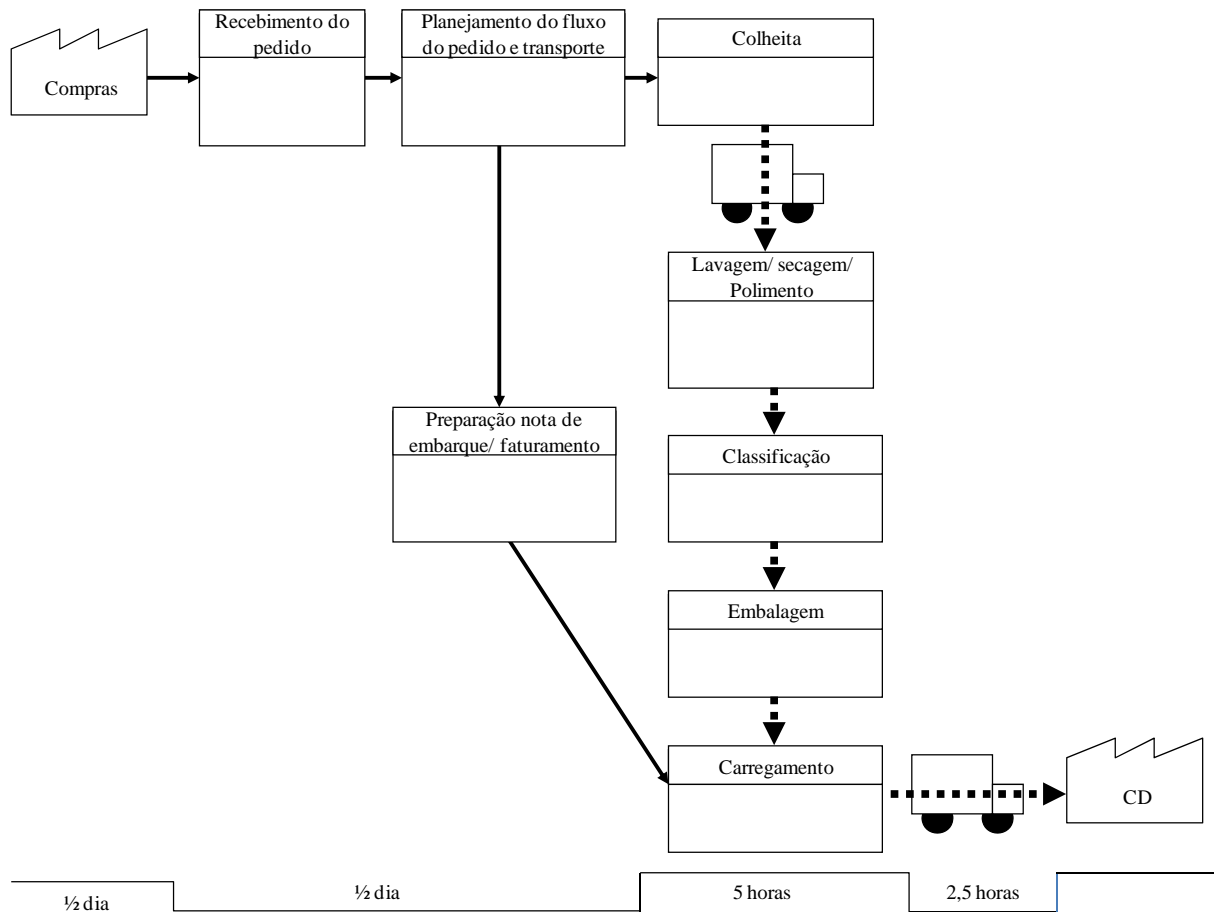 Compras
Recebimento do
pedido
Planejamento do fluxo
do pedido e transporte
Colheita
Lavagem/ secagem/
Polimento
Preparação nota de
embarque/ faturamento
Classificação
Embalagem
Carregamento
CD
½ dia
½ dia
5 horas
2,5 horas